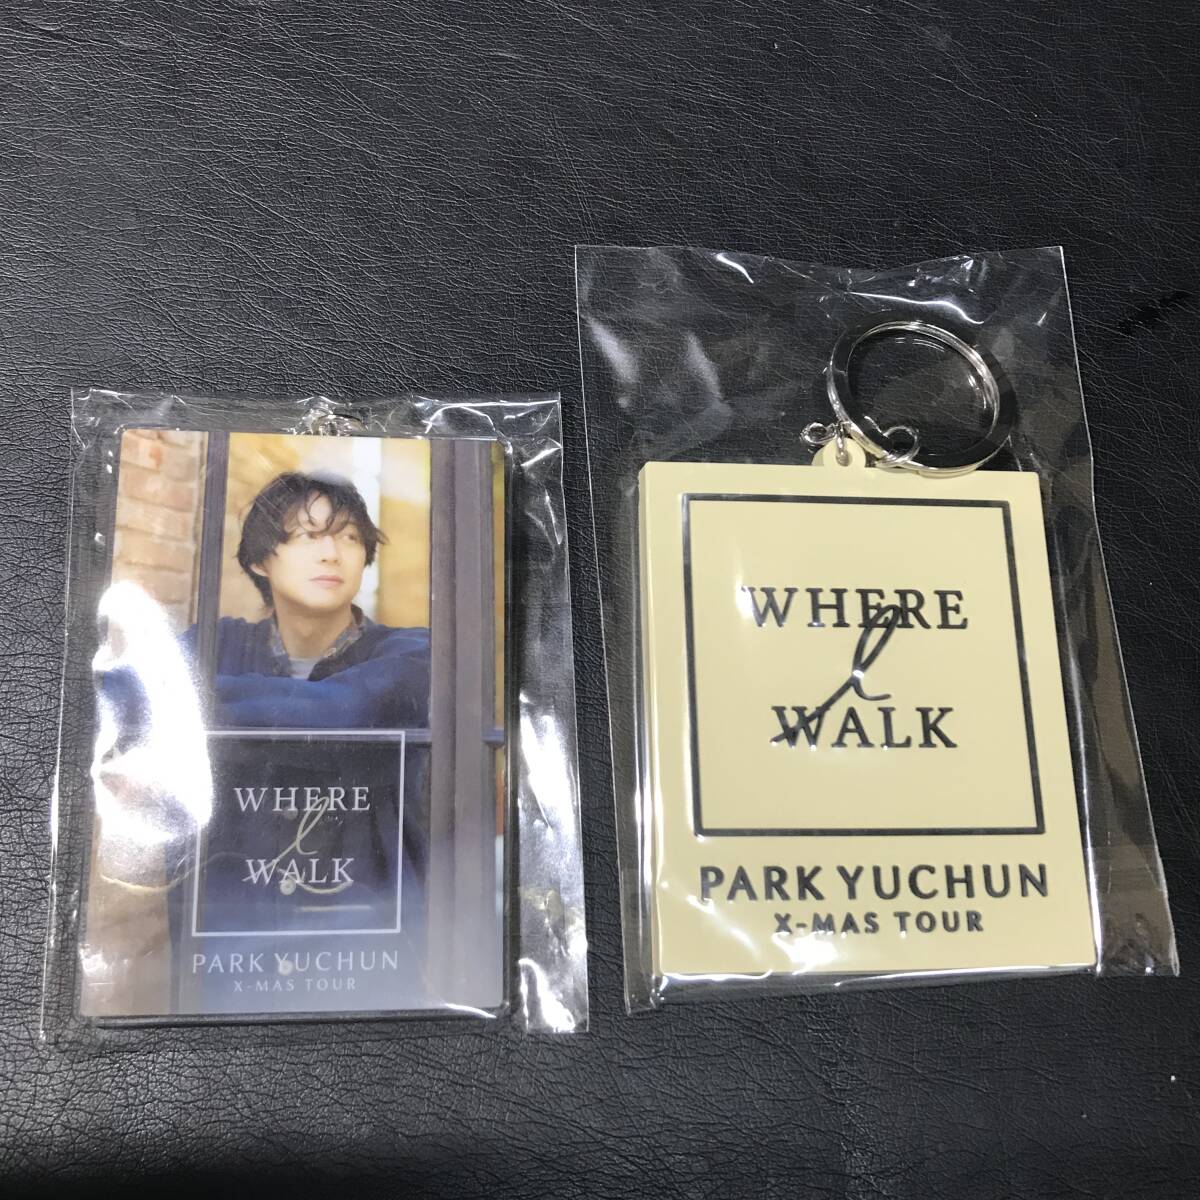 WHERE
I
WALK
PARK YUCHUN
X-MAS TOUR
WHERE
I
WALK
PARK YUCHUN
X-MAS TOUR